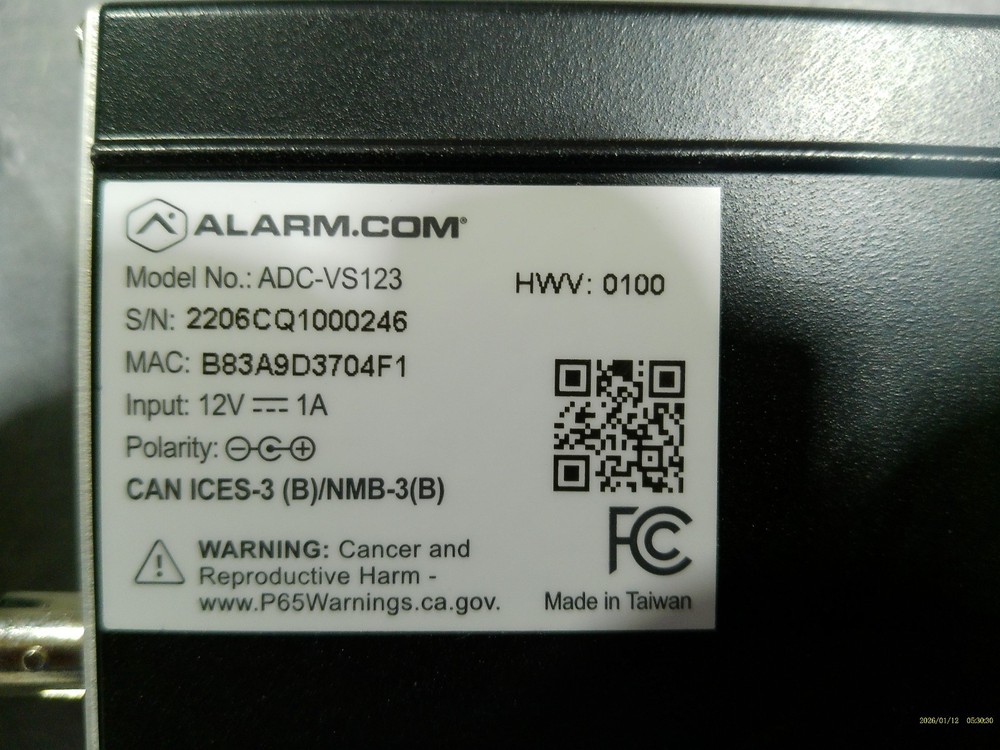 ALARM.COM®
Model No.: ADC-VS123
HWV: 0100
S/N: 2206CQ1000246
MAC: B83A9D3704F1
Input: 12V ⎓ 1A
Polarity:
CAN ICES-3 (B)/NMB-3(B)
FC
WARNING: Cancer and
Reproductive Harm -
www.P65Warnings.ca.gov.
Made in Taiwan
2026/01/12 05:30:30